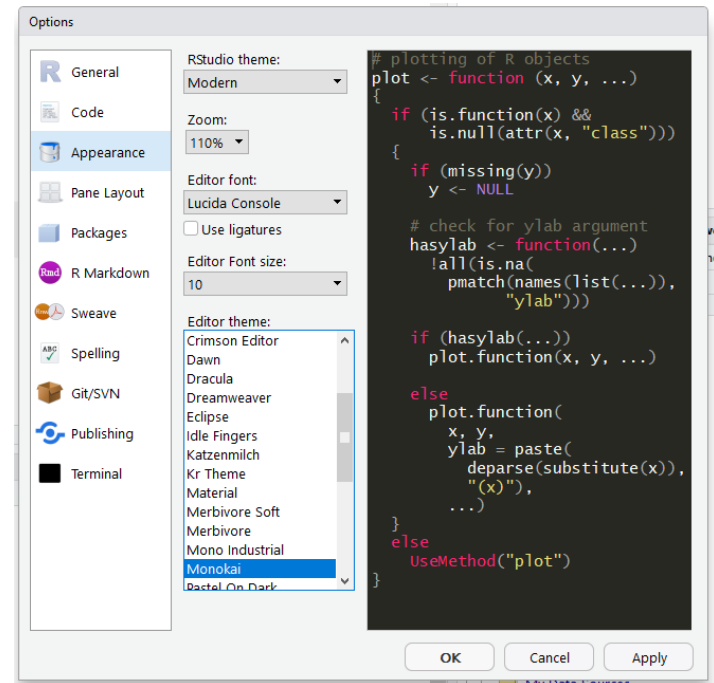 Options
General
Code
Appearance
Pane Layout
Packages
Rmd
R Markdown
Sweave
ABC
Spelling
Git/SVN
Publishing
Terminal
RStudio theme:
Modern
Zoom:
110%
Editor font:
Lucida Console
Use ligatures
Editor Font size:
10
Editor theme:
Crimson Editor
Dawn
Dracula
Dreamweaver
Eclipse
Idle Fingers
Katzenmilch
Kr Theme
Material
Merbivore Soft
Merbivore
Mono Industrial
Monokai
Pastel On Dark
# plotting of R objects
plot <- function (x, y, ...)
{
  if (is.function(x) &&
      is.null(attr(x, "class")))
  {
    if (missing(y))
      y <- NULL

    # check for ylab argument
    hasylab <- function(...)
      !all(is.na(
        pmatch(names(list(...)),
              "ylab")))

    if (hasylab(...))
      plot.function(x, y, ...)

    else
      plot.function(
        x, y,
        ylab = paste(
          deparse(substitute(x)),
          "(x)"),
        ...)
  }
  else
    UseMethod("plot")
}
OK
Cancel
Apply
My Data Sources